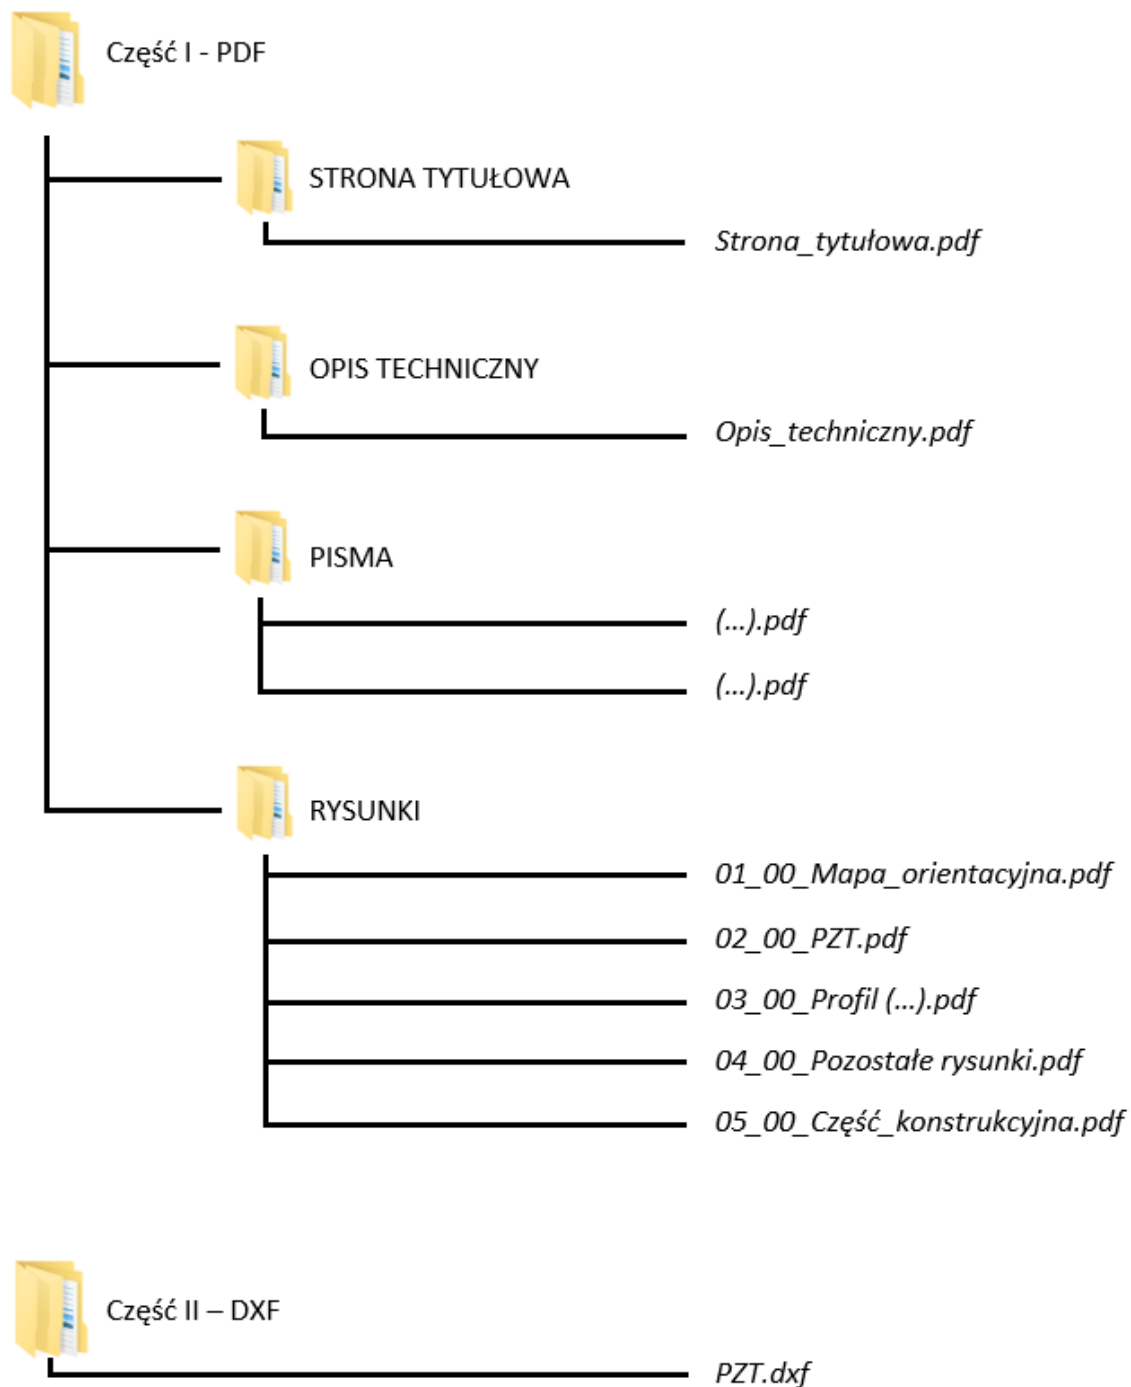 Część I - PDF
STRONA TYTUŁOWA
Strona_tytułowa.pdf
OPIS TECHNICZNY
Opis_techniczny.pdf
PISMA
(...).pdf
(...).pdf
RYSUNKI
01_00_Mapa_orientacyjna.pdf
02_00_PZT.pdf
03_00_Profil (...).pdf
04_00_Pozostałe rysunki.pdf
05_00_Część_konstrukcyjna.pdf
Część II – DXF
PZT.dxf